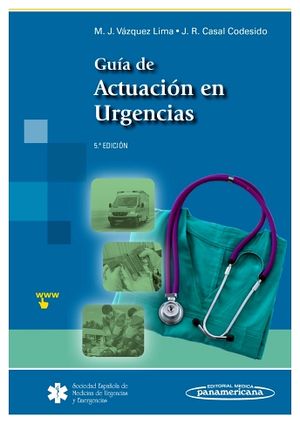 M. J. Vázquez Lima • J. R. Casal Codesido
Guía de
Actuación en
Urgencias
5.ª EDICIÓN
www
Sociedad Española de
Medicina de Urgencias
y Emergencias
EDITORIAL MEDICA
panamericana